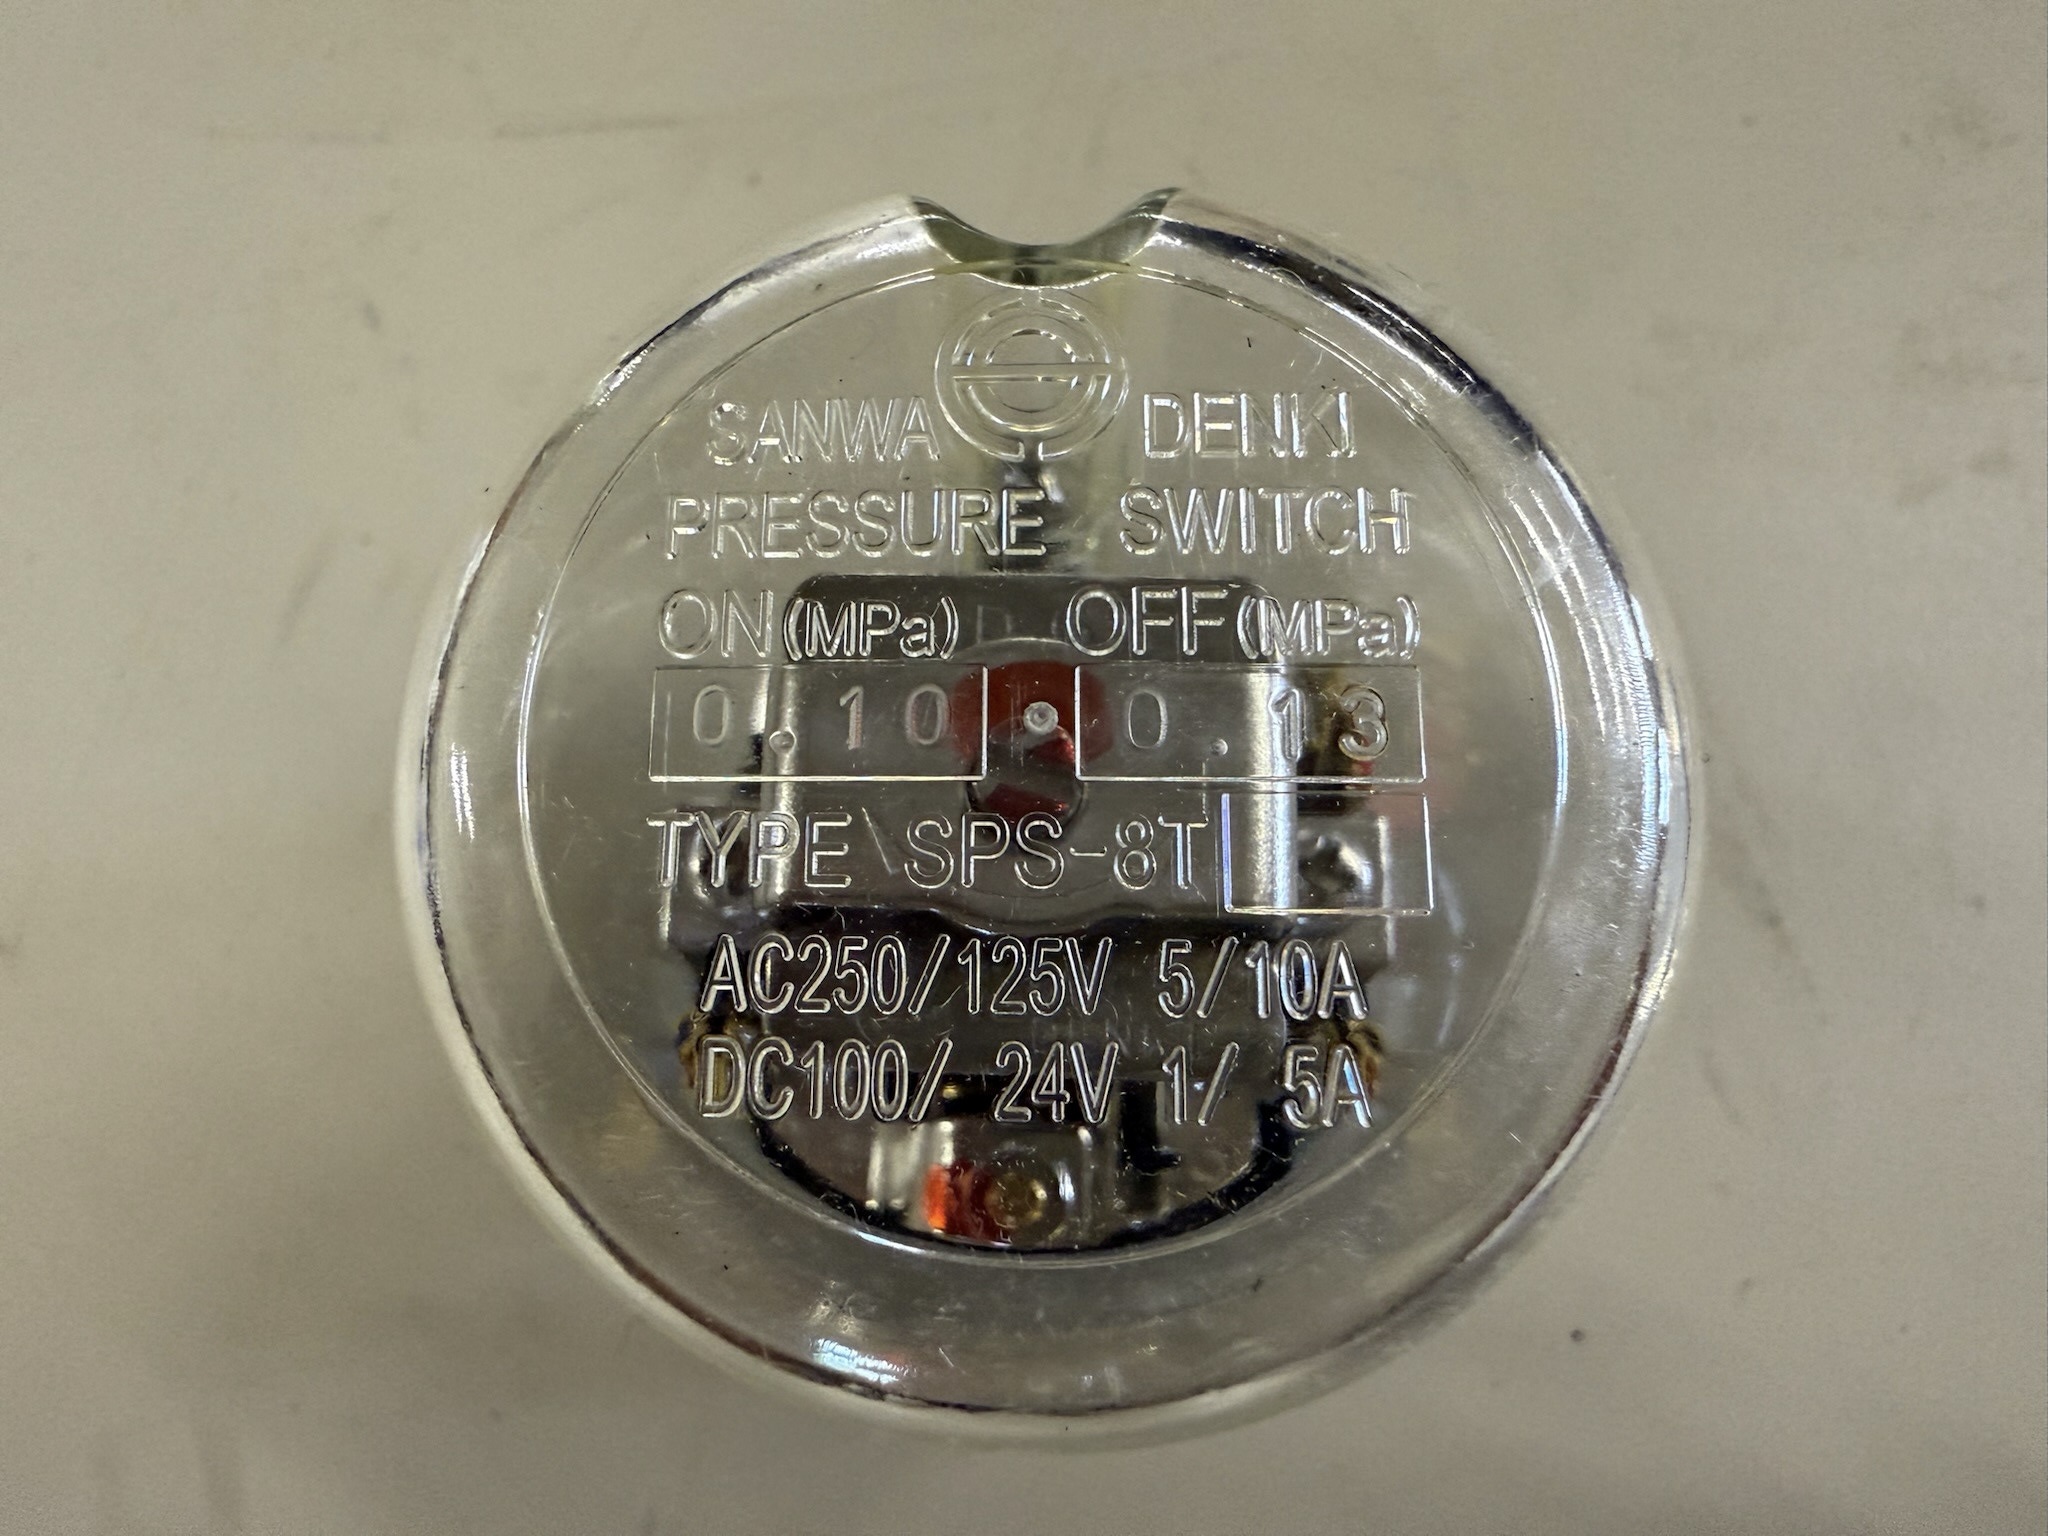 SANWA DENKI
PRESSURE SWITCH
ON(MPa) OFF(MPa)
0.10 0.13
TYPE SPS-8T
AC250/125V 5/10A
DC100/ 24V 1/ 5A